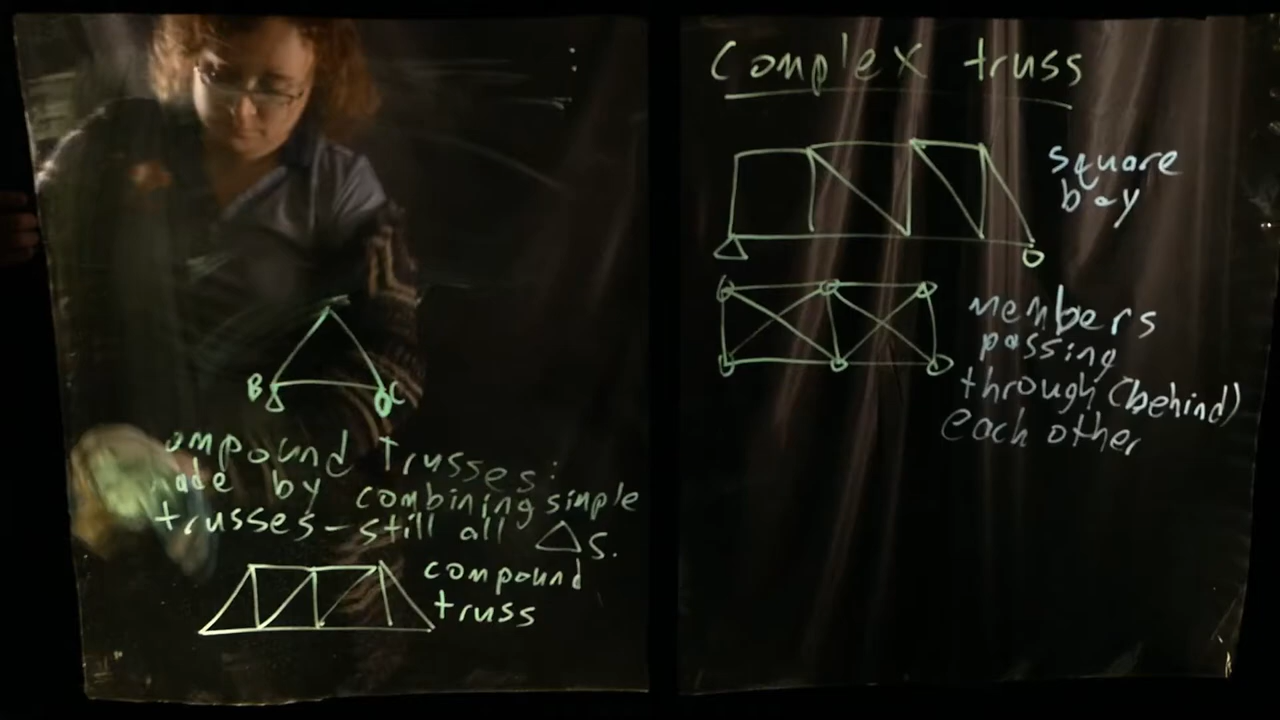 B C
ompound trusses:
made by combining simple
trusses - still all △s.
compound
truss
Complex truss
square
bay
members
passing
through (behind)
each other